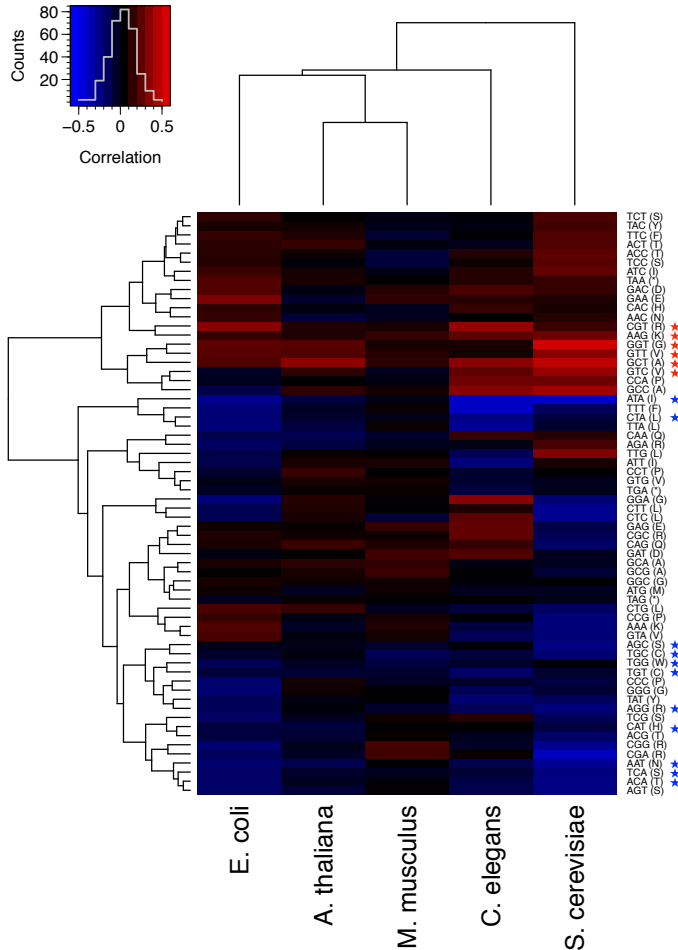 80
60
40
20
Counts
−0.5
0
0.5
Correlation
TCT (S)
TAC (Y)
TTC (F)
ACT (T)
ACC (T)
TCC (S)
ATC (I)
TAA (*)
GAC (D)
GAA (E)
CAC (H)
AAC (N)
CGT (R)
AAG (K)
GGT (G)
GTT (V)
GCT (A)
GTC (V)
CCA (P)
GCC (A)
ATA (I)
TTT (F)
CTA (L)
TTA (L)
CAA (Q)
AGA (R)
TTG (L)
ATT (I)
CCT (P)
GTG (V)
TGA (*)
GGA (G)
CTT (L)
CTC (L)
GAG (E)
CGC (R)
CAG (Q)
GAT (D)
GCA (A)
GCG (A)
GGC (G)
ATG (M)
TAG (*)
CTG (L)
CCG (P)
AAA (K)
GTA (V)
AGC (S)
TGC (C)
TGG (W)
TGT (C)
CCC (P)
GGG (G)
TAT (Y)
AGG (R)
TCG (S)
CAT (H)
ACG (T)
CGG (R)
CGA (R)
AAT (N)
TCA (S)
ACA (T)
AGT (S)
E. coli
A. thaliana
M. musculus
C. elegans
S. cerevisiae